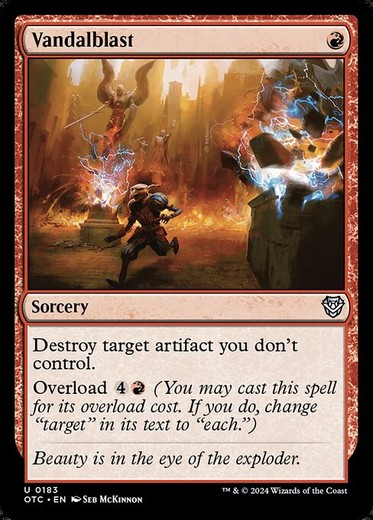 Vandalblast
Sorcery
Destroy target artifact you don't
control.
Overload 4 (You may cast this spell
for its overload cost. If you do, change
“target” in its text to “each.”)
Beauty is in the eye of the exploder.
U 0183
OTC • EN Seb McKinnon
™ & © 2024 Wizards of the Coast